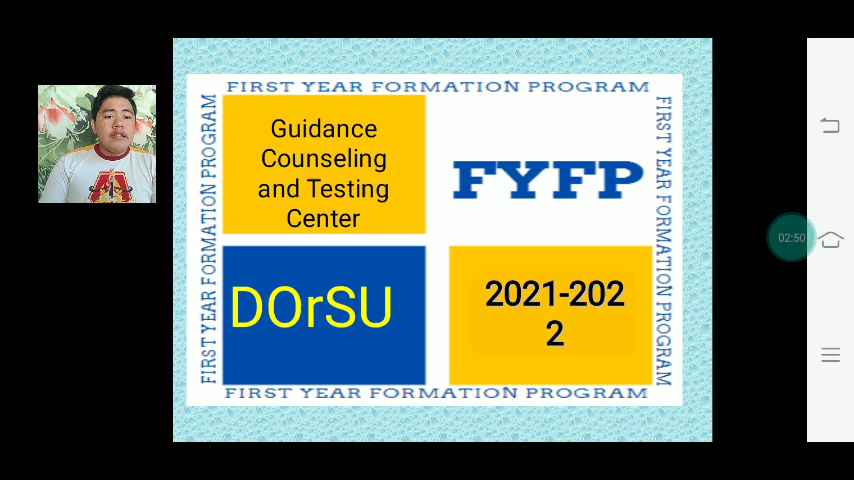 FIRST YEAR FORMATION PROGRAM
FIRST YEAR FORMATION PROGRAM
Guidance
Counseling
and Testing
Center
FYFP
FIRST YEAR FORMATION PROGRAM
DOrSU
2021-202
2
FIRST YEAR FORMATION PROGRAM
02:50